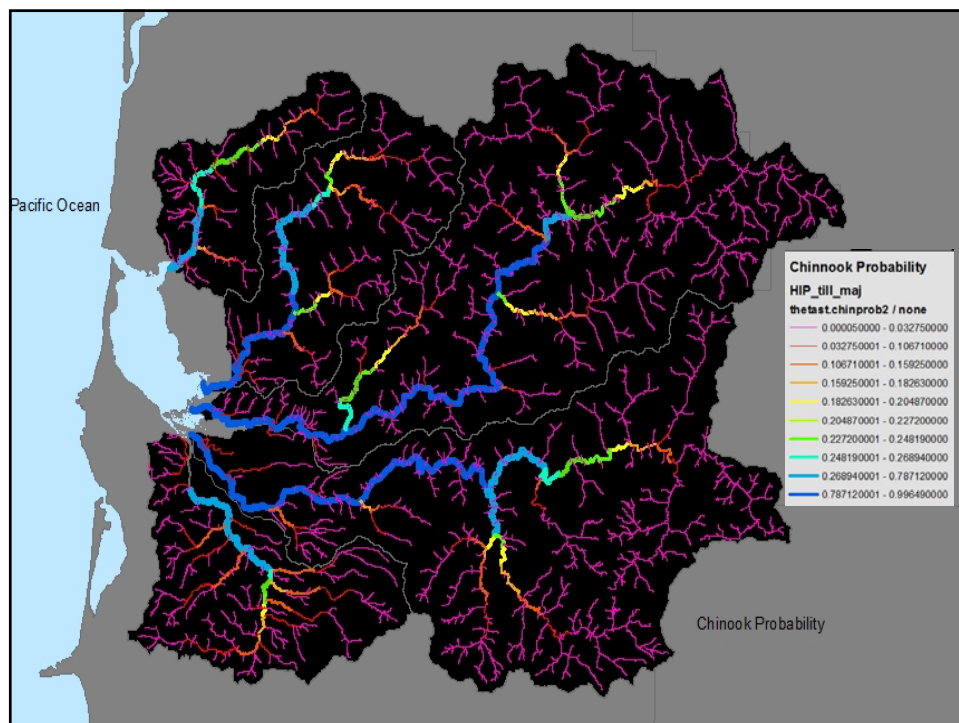 Pacific Ocean
Chinnook Probability
HIP_till_maj
thetast.chinprob2 / none
0.000050000 - 0.032750000
0.032750001 - 0.106710000
0.106710001 - 0.159250000
0.159250001 - 0.182630000
0.182630001 - 0.204870000
0.204870001 - 0.227200000
0.227200001 - 0.248190000
0.248190001 - 0.268940000
0.268940001 - 0.787120000
0.787120001 - 0.996490000
Chinook Probability